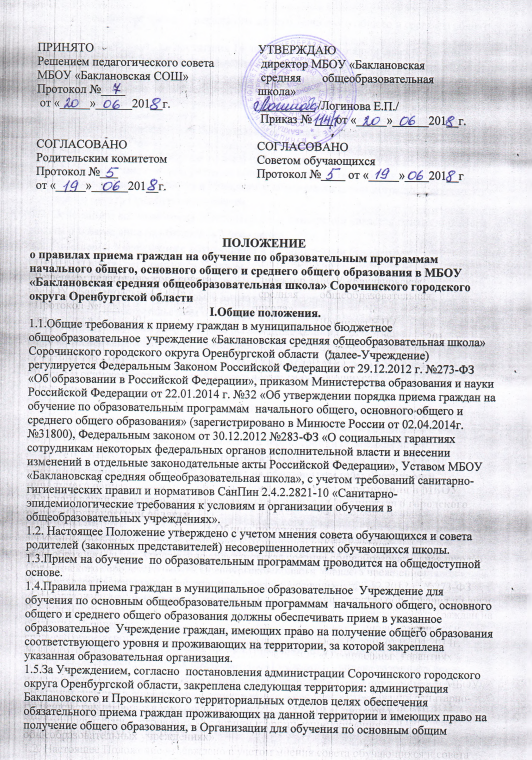 ПРИНЯТО
Решением педагогического совета
МБОУ «Баклановская СОШ»
Протокол № 7
от « 20 » 06 2018 г.
УТВЕРЖДАЮ
директор МБОУ «Баклановская
средняя общеобразовательная
школа»
/Логинова Е.П./
Приказ № 114/1 от « 20 » 06 2018 г
СОГЛАСОВАНО
Родительским комитетом
Протокол № 5
от « 19 » 06 2018 г.
СОГЛАСОВАНО
Советом обучающихся
Протокол № 5 от « 19 » 06 2018 г
ПОЛОЖЕНИЕ
о правилах приема граждан на обучение по образовательным программам
начального общего, основного общего и среднего общего образования в МБОУ
«Баклановская средняя общеобразовательная школа» Сорочинского городского
округа Оренбургской области
I.Общие положения.
1.1.Общие требования к приему граждан в муниципальное бюджетное
общеобразовательное учреждение «Баклановская средняя общеобразовательная школа»
Сорочинского городского округа Оренбургской области (далее-Учреждение)
регулируется Федеральным Законом Российской Федерации от 29.12.2012 г. №273-ФЗ
«Об образовании в Российской Федерации», приказом Министерства образования и науки
Российской Федерации от 22.01.2014 г. №32 «Об утверждении порядка приема граждан на
обучение по образовательным программам начального общего, основного общего и
среднего общего образования» (зарегистрировано в Минюсте России от 02.04.2014г.
№31800), Федеральным законом от 30.12.2012 №283-ФЗ «О социальных гарантиях
сотрудникам некоторых федеральных органов исполнительной власти и внесении
изменений в отдельные законодательные акты Российской Федерации», Уставом МБОУ
«Баклановская средняя общеобразовательная школа», с учетом требований санитарно-
гигиенических правил и нормативов СанПин 2.4.2.2821-10 «Санитарно-
эпидемиологические требования к условиям и организации обучения в
общеобразовательных учреждениях».
1.2. Настоящее Положение утверждено с учетом мнения совета обучающихся и совета
родителей (законных представителей) несовершеннолетних обучающихся школы.
1.3.Прием на обучение по образовательным программам проводится на общедоступной
основе.
1.4.Правила приема граждан в муниципальное образовательное Учреждение для
обучения по основным общеобразовательным программам начального общего, основного
общего и среднего общего образования должны обеспечивать прием в указанное
образовательное Учреждение граждан, имеющих право на получение общего образования
соответствующего уровня и проживающих на территории, за которой закреплена
указанная образовательная организация.
1.5.За Учреждением, согласно постановления администрации Сорочинского городского
округа Оренбургской области, закреплена следующая территория: администрация
Баклановского и Пронькинского территориальных отделов целях обеспечения
обязательного приема граждан проживающих на данной территории и имеющих право на
получение общего образования, в Организации для обучения по основным общим